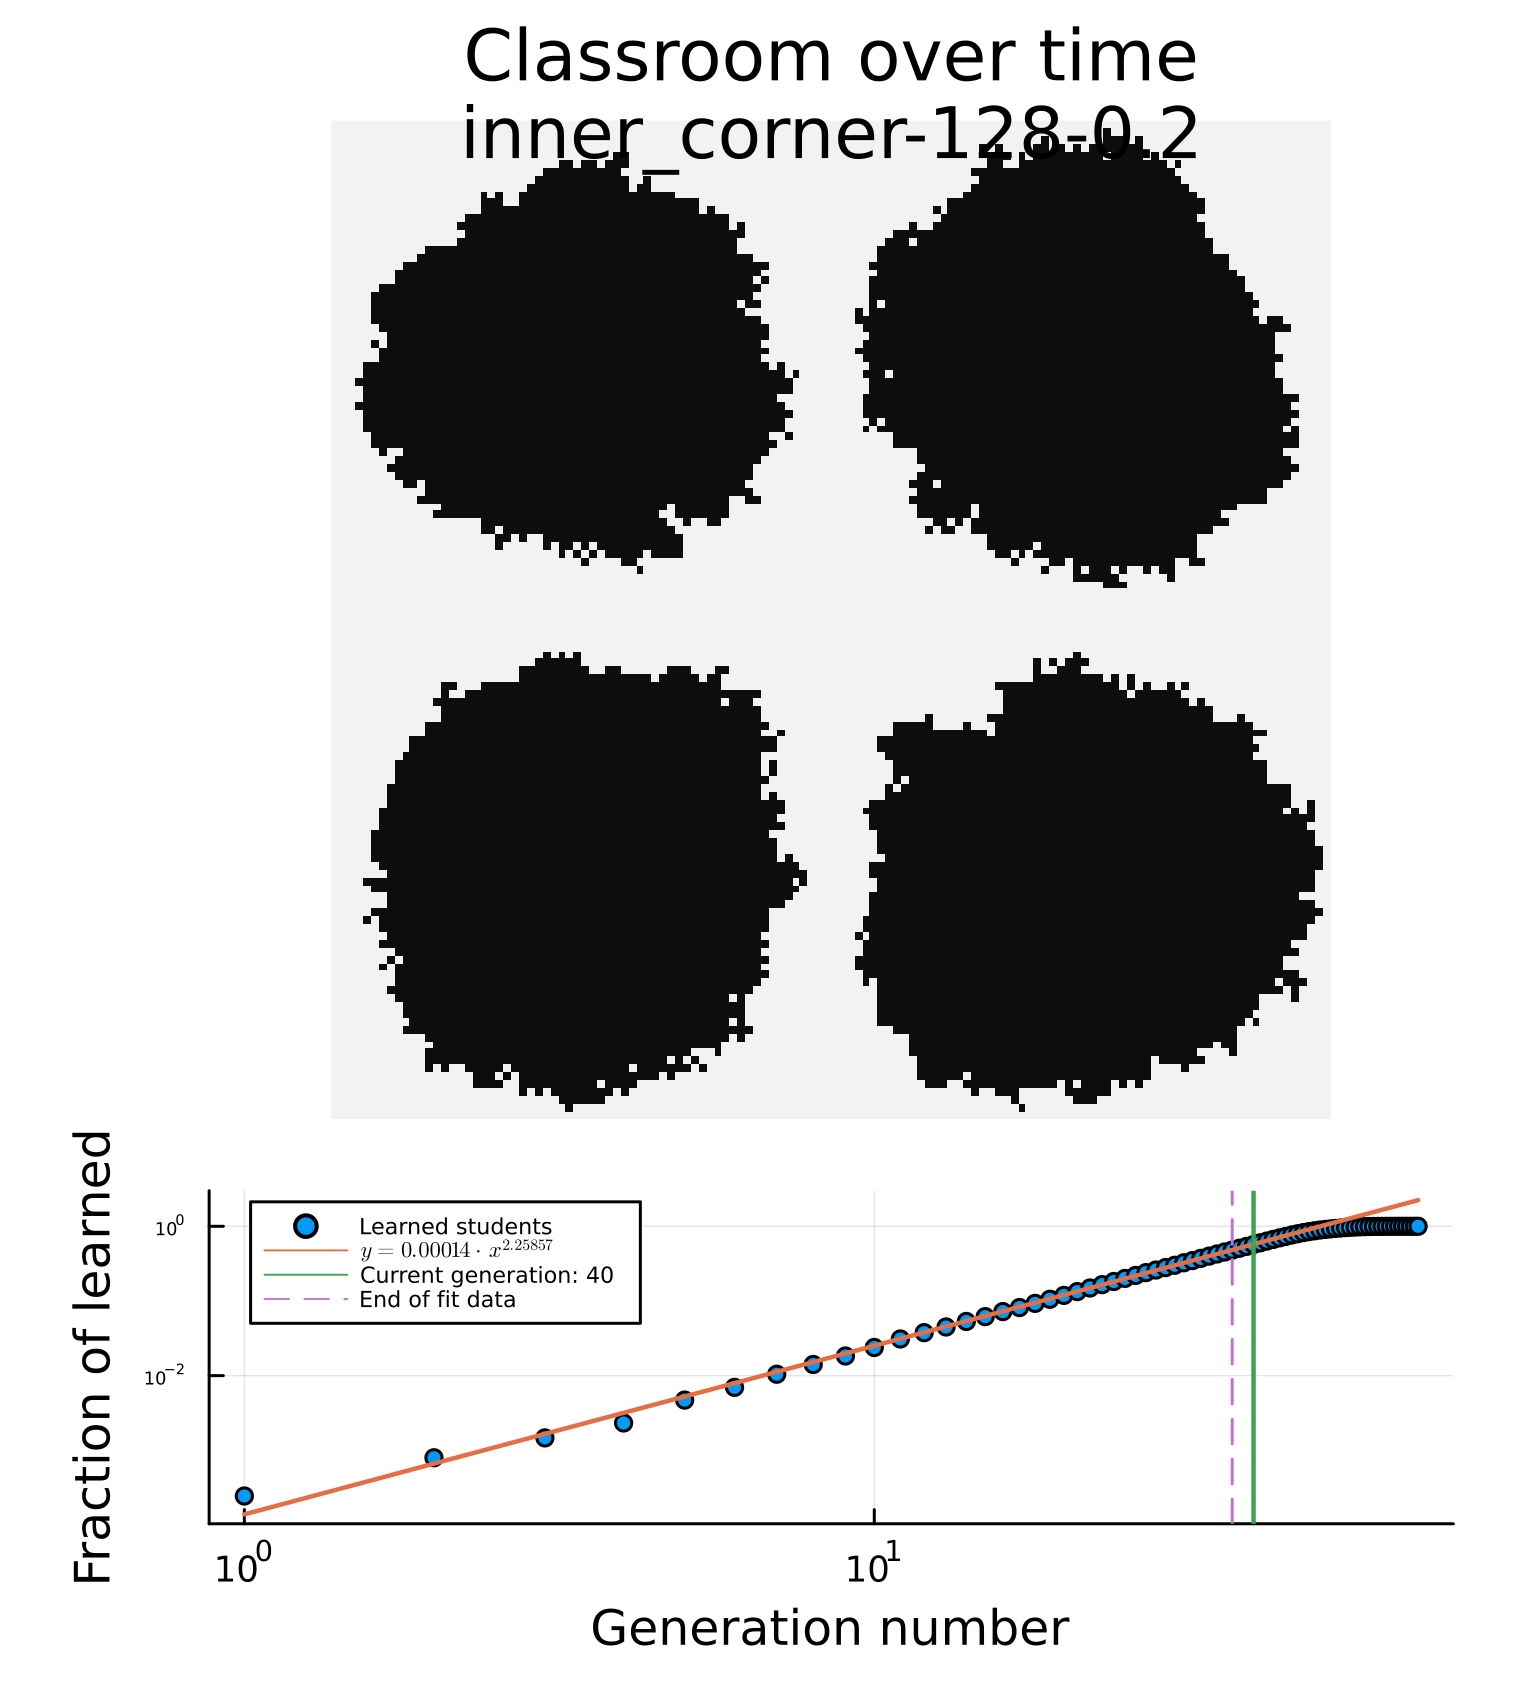 Classroom over time
inner_corner-128-0.2
Fraction of learned
10^0
10^-2
Learned students
y = 0.00014 · x^2.25857
Current generation: 40
End of fit data
10^0
10^1
Generation number